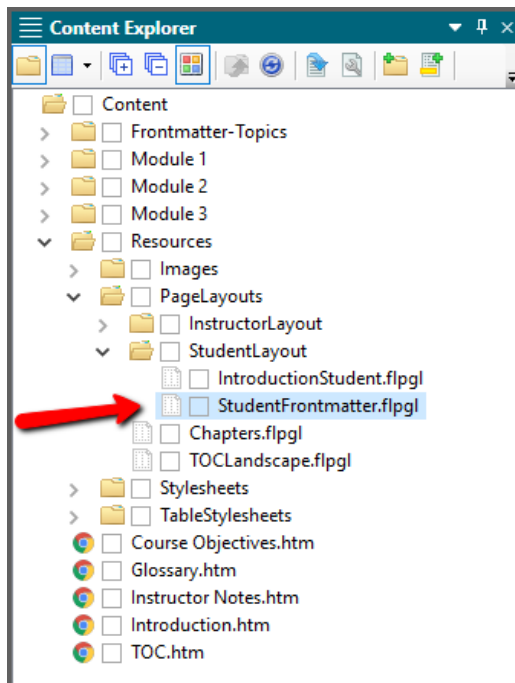 Content Explorer
Content
Frontmatter-Topics
Module 1
Module 2
Module 3
Resources
Images
PageLayouts
InstructorLayout
StudentLayout
IntroductionStudent.flpgl
StudentFrontmatter.flpgl
Chapters.flpgl
TOCLandscape.flpgl
Stylesheets
TableStylesheets
Course Objectives.htm
Glossary.htm
Instructor Notes.htm
Introduction.htm
TOC.htm